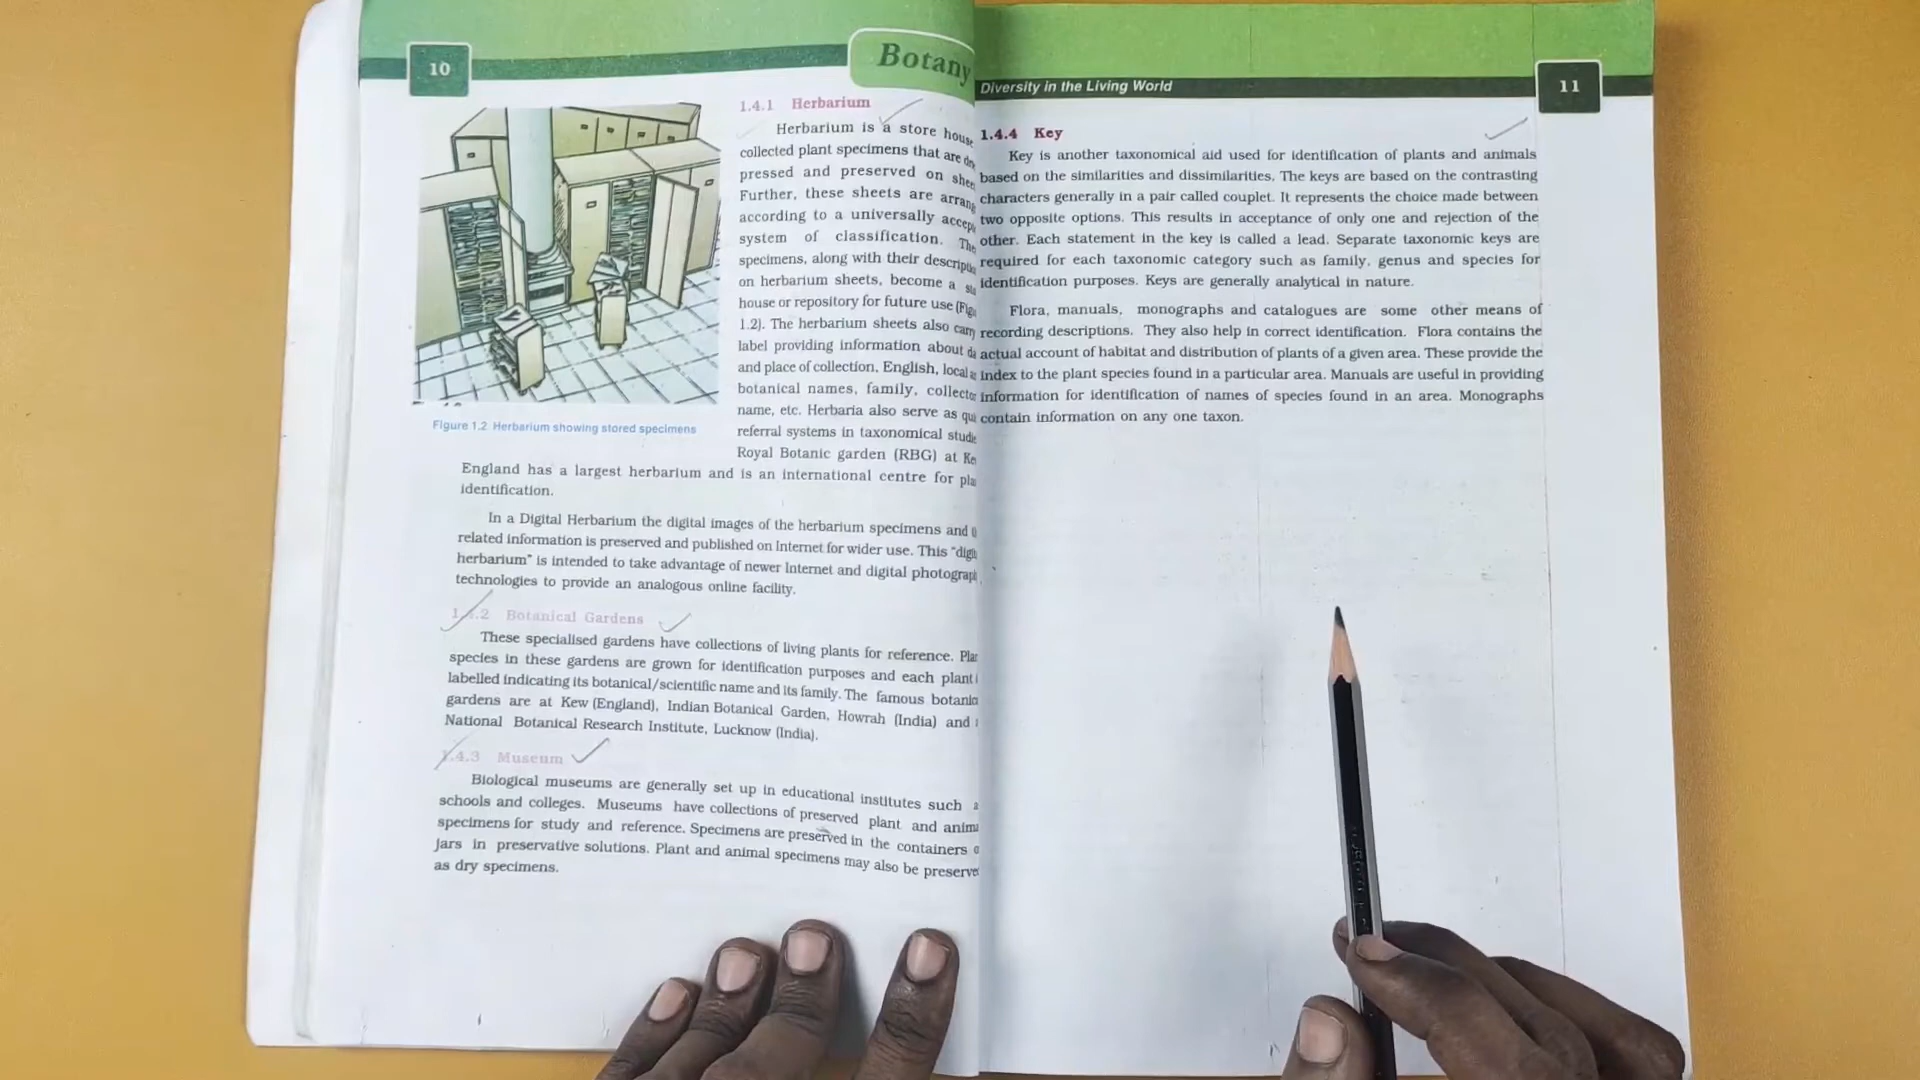 10
Botany
1.4.1 Herbarium
Herbarium is a store house
collected plant specimens that are
pressed and preserved on
Further, these sheets are
according to a universally
system of classification.
specimens, along with their
on herbarium sheets, become a
house or repository for future use
1.2). The herbarium sheets also carry
label providing information about
and place of collection, English, local
botanical names, family,
name, etc. Herbaria also serve as
referral systems in taxonomical
Royal Botanic garden (RBG) at
Figure 1.2 Herbarium showing stored specimens
England has a largest herbarium and is an international centre for
identification.
In a Digital Herbarium the digital images of the herbarium specimens and
related information is preserved and published on Internet for wider use. This
herbarium" is intended to take advantage of newer Internet and digital
technologies to provide an analogous online facility.
1.4.2 Botanical Gardens
These specialised gardens have collections of living plants for reference.
species in these gardens are grown for identification purposes and each plant
labelled indicating its botanical/scientific name and its family. The famous
gardens are at Kew (England), Indian Botanical Garden, Howrah (India) and
National Botanical Research Institute, Lucknow (India).
1.4.3 Museum
Biological museums are generally set up in educational institutes such
schools and colleges. Museums have collections of preserved plant and
specimens for study and reference. Specimens are preserved in the containers
jars in preservative solutions. Plant and animal specimens may also be
as dry specimens.
Diversity in the Living World
11
1.4.4 Key
Key is another taxonomical aid used for identification of plants and animals
based on the similarities and dissimilarities. The keys are based on the contrasting
characters generally in a pair called couplet. It represents the choice made between
two opposite options. This results in acceptance of only one and rejection of the
other. Each statement in the key is called a lead. Separate taxonomic keys are
required for each taxonomic category such as family, genus and species for
identification purposes. Keys are generally analytical in nature.
Flora, manuals, monographs and catalogues are some other means of
recording descriptions. They also help in correct identification. Flora contains the
actual account of habitat and distribution of plants of a given area. These provide the
index to the plant species found in a particular area. Manuals are useful in providing
information for identification of names of species found in an area. Monographs
contain information on any one taxon.